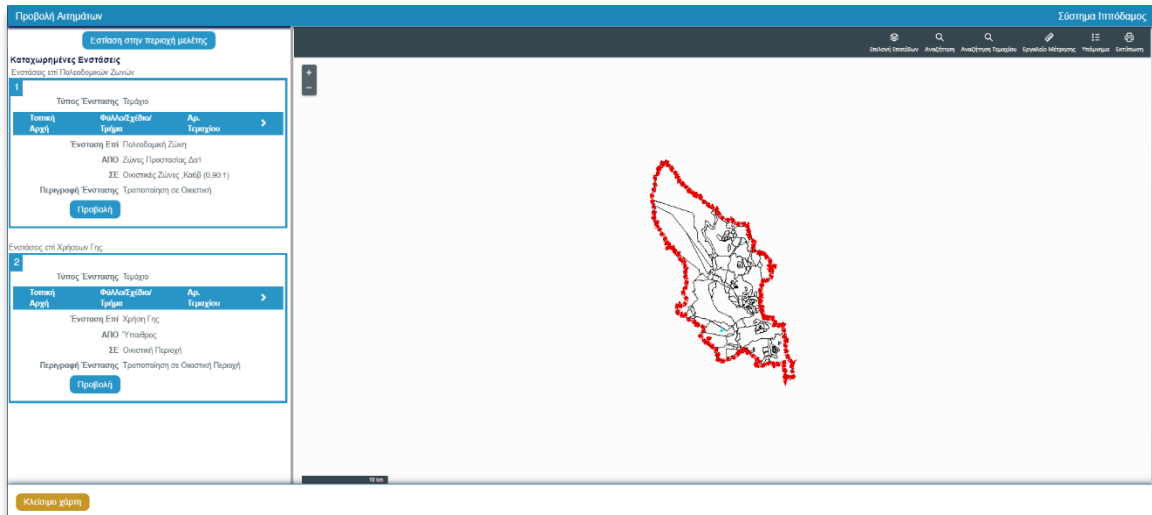 Προβολή Αιτημάτων
Σύστημα Ιππόδαμος
Εστίαση στην περιοχή μελέτης
Επιλογή Επιπέδων Αναζήτηση Αναζήτηση Τεμαχίου Εργαλείο Μέτρησης Υπόμνημα Εκτύπωση
Καταχωρημένες Ενστάσεις
Ενστάσεις επί Πολεοδομικών Ζωνών
1
Τύπος Ένστασης Τεμάχιο
Τοπική Αρχή
Φύλλο/Σχέδιο/ Τμήμα
Αρ. Τεμαχίου
Ένσταση Επί Πολεοδομική Ζώνη
ΑΠΟ Ζώνες Προστασίας Δα1
ΣΕ Οικιστικές Ζώνες ,Κα6β (0,90:1)
Περιγραφή Ένστασης Τροποποίηση σε Οικιστική
Προβολή
Ενστάσεις επί Χρήσεων Γης
2
Τύπος Ένστασης Τεμάχιο
Τοπική Αρχή
Φύλλο/Σχέδιο/ Τμήμα
Αρ. Τεμαχίου
Ένσταση Επί Χρήση Γης
ΑΠΟ Ύπαιθρος
ΣΕ Οικιστική Περιοχή
Περιγραφή Ένστασης Τροποποίηση σε Οικιστική Περιοχή
Προβολή
10 km
Κλείσιμο χάρτη